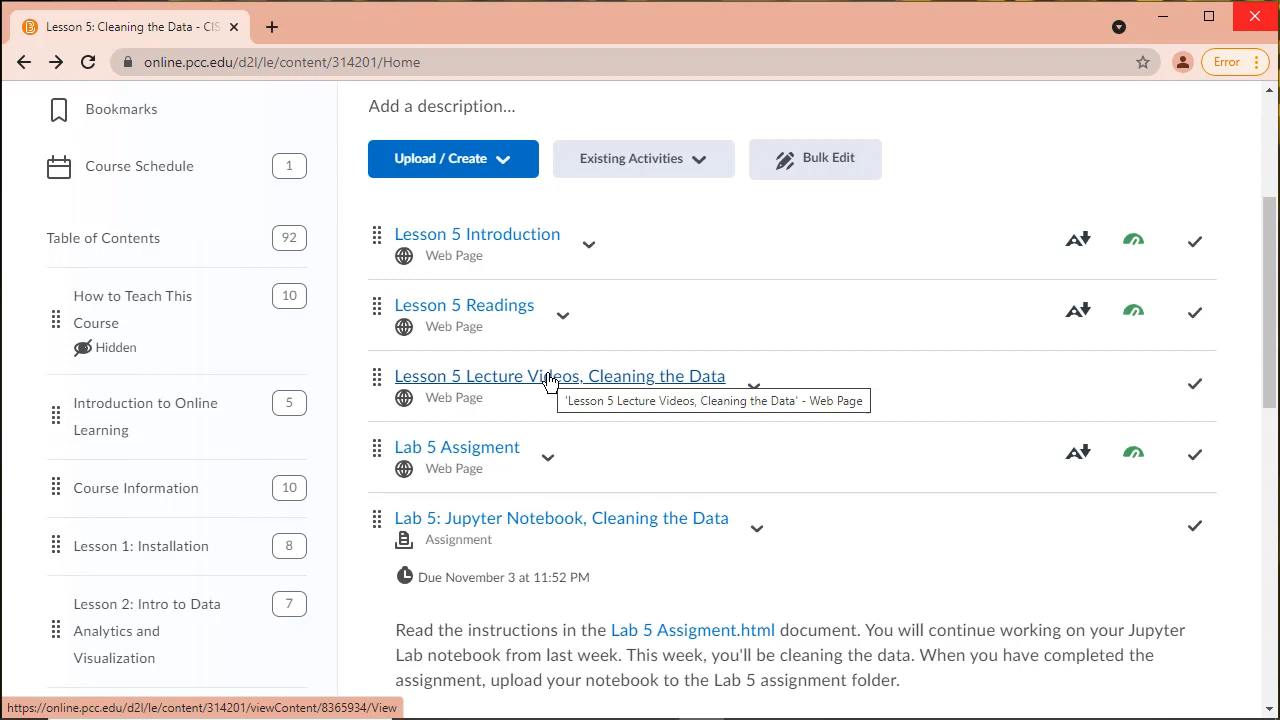 Lesson 5: Cleaning the Data - CIS
online.pcc.edu/d2l/le/content/314201/Home
Error
Bookmarks
Course Schedule
1
Table of Contents
92
How to Teach This
Course
10
Hidden
Introduction to Online
Learning
5
Course Information
10
Lesson 1: Installation
8
Lesson 2: Intro to Data
Analytics and
Visualization
7
Add a description...
Upload / Create
Existing Activities
Bulk Edit
Lesson 5 Introduction
Web Page
Lesson 5 Readings
Web Page
Lesson 5 Lecture Videos, Cleaning the Data
Web Page
'Lesson 5 Lecture Videos, Cleaning the Data' - Web Page
Lab 5 Assigment
Web Page
Lab 5: Jupyter Notebook, Cleaning the Data
Assignment
Due November 3 at 11:52 PM
Read the instructions in the Lab 5 Assigment.html document. You will continue working on your Jupyter
Lab notebook from last week. This week, you'll be cleaning the data. When you have completed the
assignment, upload your notebook to the Lab 5 assignment folder.
https://online.pcc.edu/d2l/le/content/314201/viewContent/8365934/View